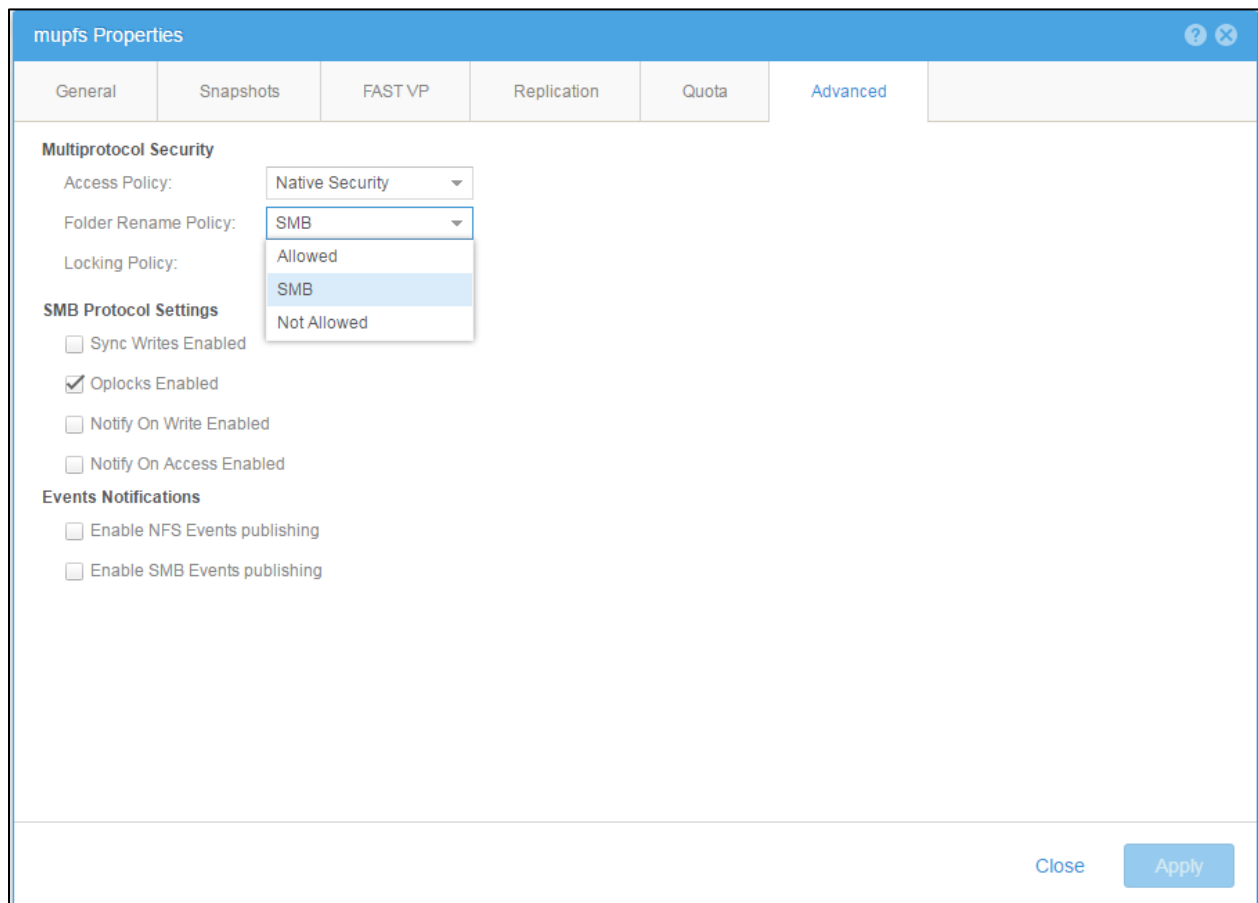 mupfs Properties
General Snapshots FAST VP Replication Quota Advanced
Multiprotocol Security
Access Policy: Native Security
Folder Rename Policy: SMB
Allowed
Locking Policy:
SMB
SMB Protocol Settings
Not Allowed
Sync Writes Enabled
Oplocks Enabled
Notify On Write Enabled
Notify On Access Enabled
Events Notifications
Enable NFS Events publishing
Enable SMB Events publishing
Close Apply